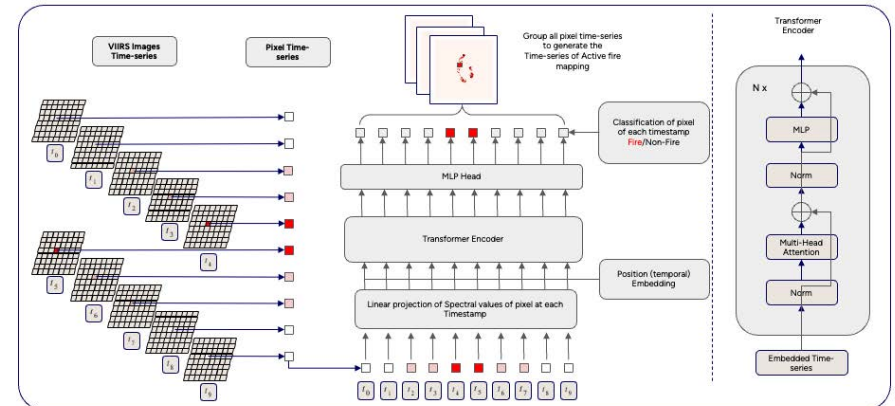 VIIRS Images
Time-series
Pixel Time-
series
Group all pixel time-series
to generate the
Time-series of Active fire
mapping
Transformer
Encoder
t0
t1
t2
t3
t4
t5
t6
t7
t8
t9
Classification of pixel
of each timestamp
Fire/Non-Fire
MLP Head
Transformer Encoder
Position (temporal)
Embedding
Linear projection of Spectral values of pixel at each
Timestamp
t0 t1 t2 t3 t4 t5 t6 t7 t8 t9
N x
MLP
Norm
Multi-Head
Attention
Norm
Embedded Time-
series